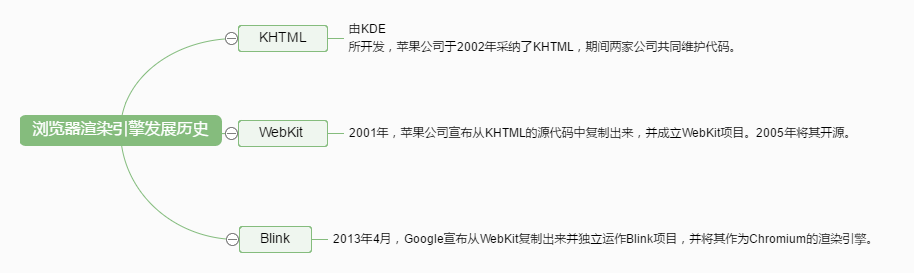 KHTML
由KDE
所开发，苹果公司于2002年采纳了KHTML，期间两家公司共同维护代码。
浏览器渲染引擎发展历史
WebKit
2001年，苹果公司宣布从KHTML的源代码中复制出来，并成立WebKit项目。2005年将其开源。
Blink
2013年4月，Google宣布从WebKit复制出来并独立运作Blink项目，并将其作为Chromium的渲染引擎。